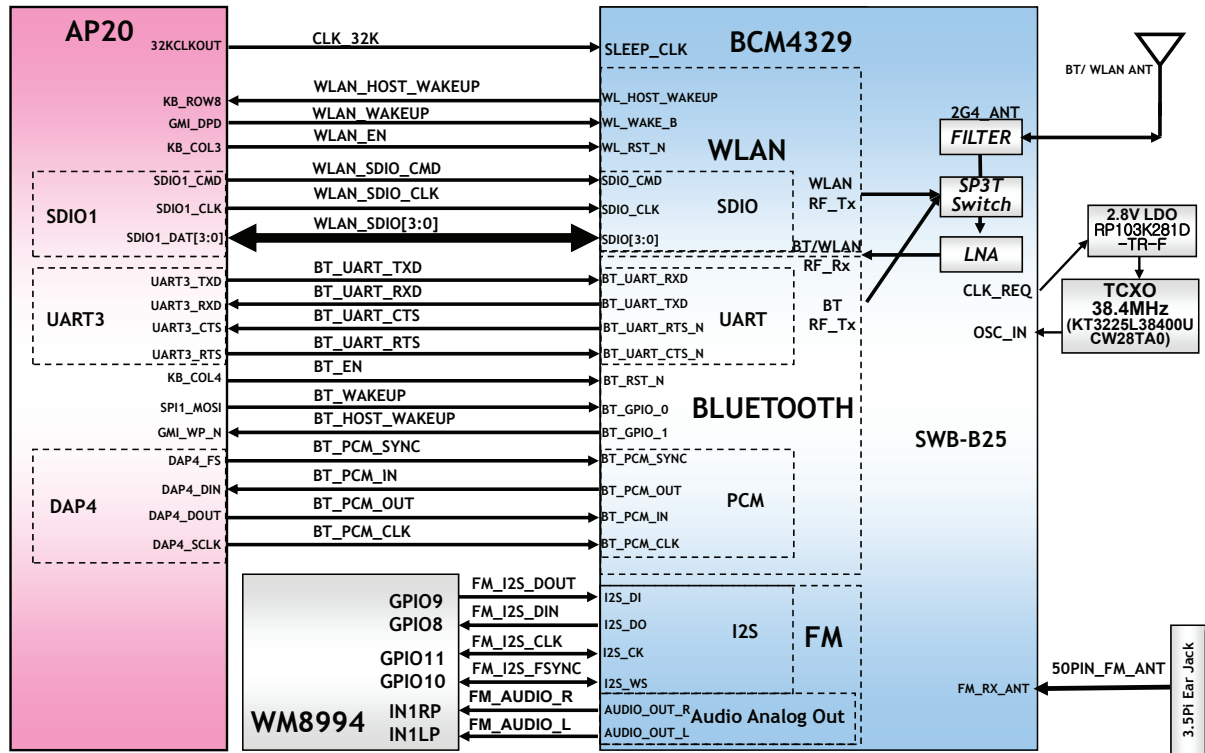 AP20
BCM4329
32KCLKOUT
CLK_32K
SLEEP_CLK
BT/ WLAN ANT
KB_ROW8
WLAN_HOST_WAKEUP
WL_HOST_WAKEUP
GMI_DPD
WLAN_WAKEUP
WL_WAKE_B
KB_COL3
WLAN_EN
WL_RST_N
WLAN
2G4_ANT
FILTER
SDIO1
SDIO1_CMD
WLAN_SDIO_CMD
SDIO_CMD
SDIO1_CLK
WLAN_SDIO_CLK
SDIO_CLK
SDIO1_DAT[3:0]
WLAN_SDIO[3:0]
SDIO[3:0]
SDIO
WLAN
RF_Tx
SP3T
Switch
BT/WLAN
RF_Rx
LNA
2.8V LDO
RP103K281D
-TR-F
CLK_REQ
TCXO
38.4MHz
(KT3225L38400U
CW28TA0)
OSC_IN
UART3
UART3_TXD
BT_UART_TXD
BT_UART_RXD
UART3_RXD
BT_UART_RXD
BT_UART_TXD
UART3_CTS
BT_UART_CTS
BT_UART_RTS_N
UART3_RTS
BT_UART_RTS
BT_UART_CTS_N
UART
BT
RF_Tx
KB_COL4
BT_EN
BT_RST_N
SPI1_MOSI
BT_WAKEUP
BT_GPIO_0
GMI_WP_N
BT_HOST_WAKEUP
BT_GPIO_1
BLUETOOTH
SWB-B25
DAP4
DAP4_FS
BT_PCM_SYNC
BT_PCM_SYNC
DAP4_DIN
BT_PCM_IN
BT_PCM_OUT
DAP4_DOUT
BT_PCM_OUT
BT_PCM_IN
DAP4_SCLK
BT_PCM_CLK
BT_PCM_CLK
PCM
WM8994
GPIO9
FM_I2S_DOUT
I2S_DI
GPIO8
FM_I2S_DIN
I2S_DO
GPIO11
FM_I2S_CLK
I2S_CK
GPIO10
FM_I2S_FSYNC
I2S_WS
I2S
FM
IN1RP
FM_AUDIO_R
AUDIO_OUT_R
IN1LP
FM_AUDIO_L
AUDIO_OUT_L
Audio Analog Out
FM_RX_ANT
50PIN_FM_ANT
3.5Pi Ear Jack